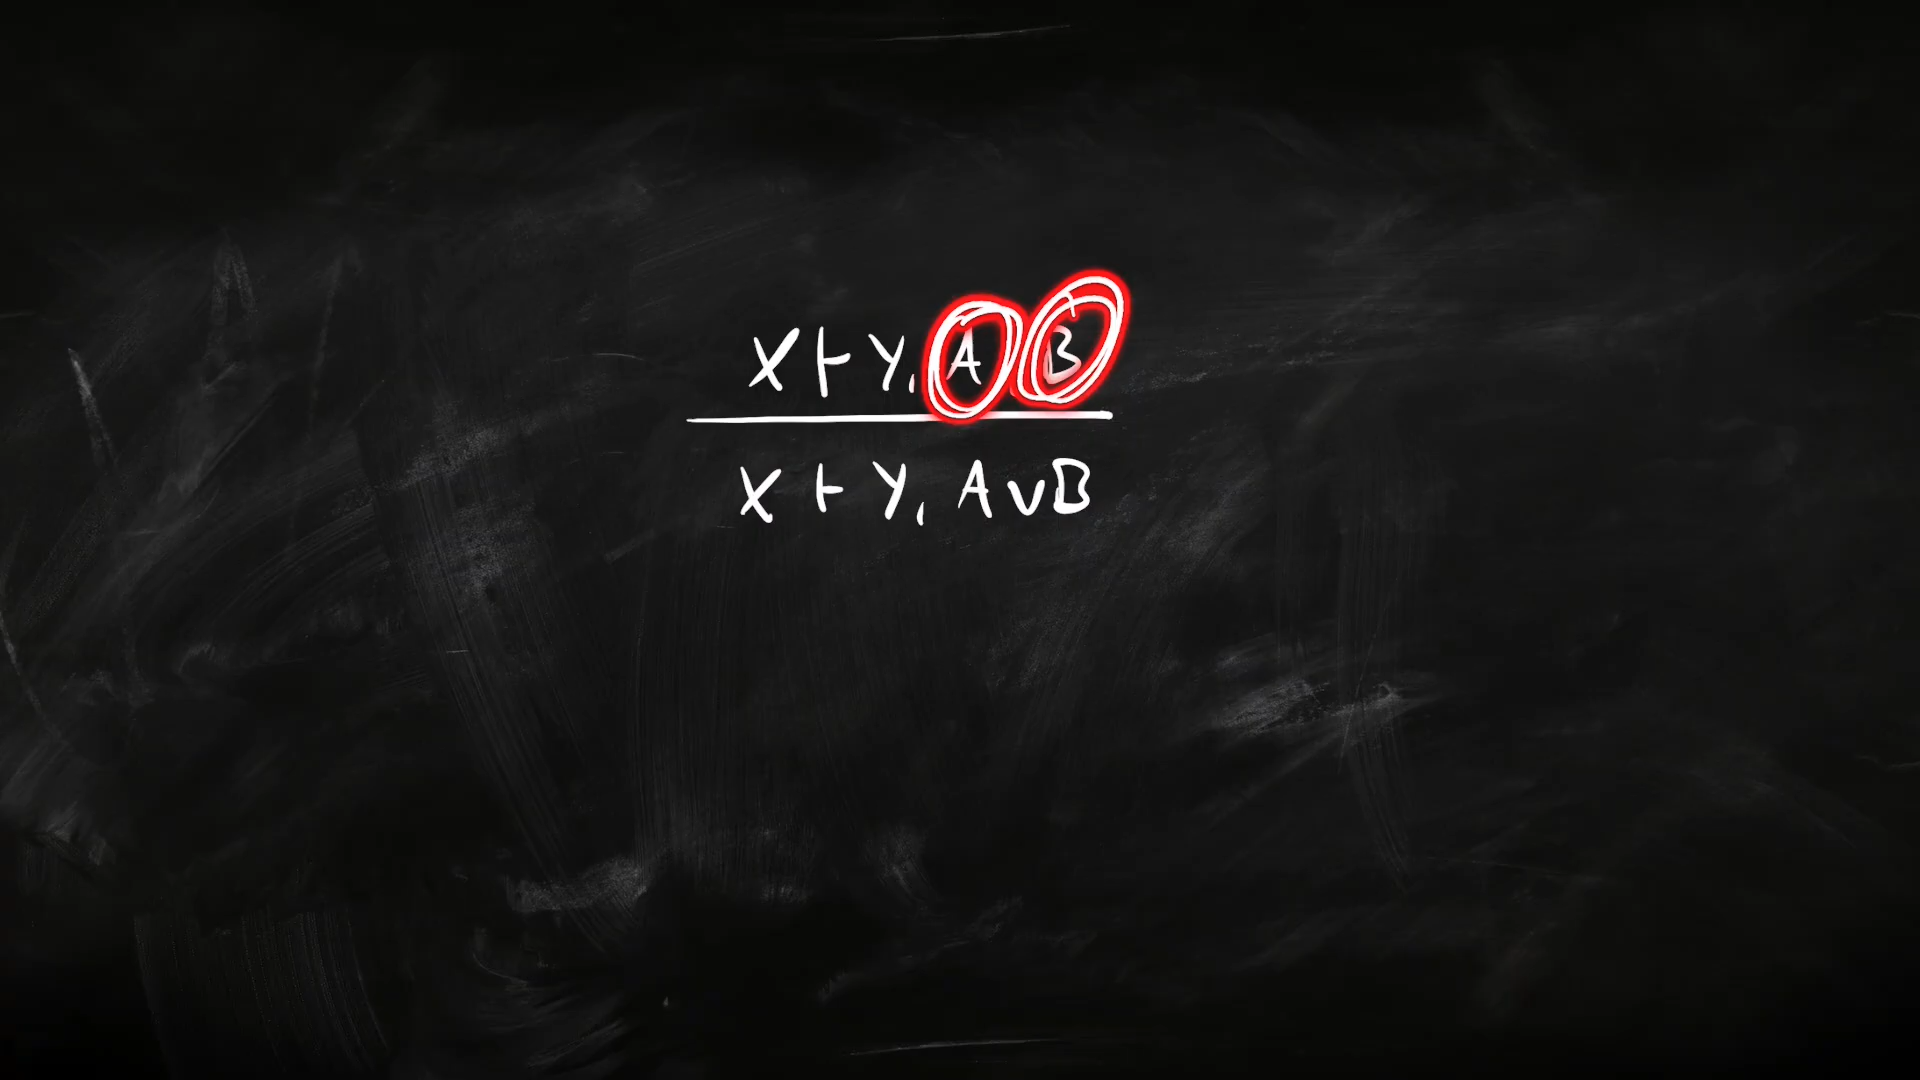 X ⊢ Y, A B
X ⊢ Y, A ∨ B